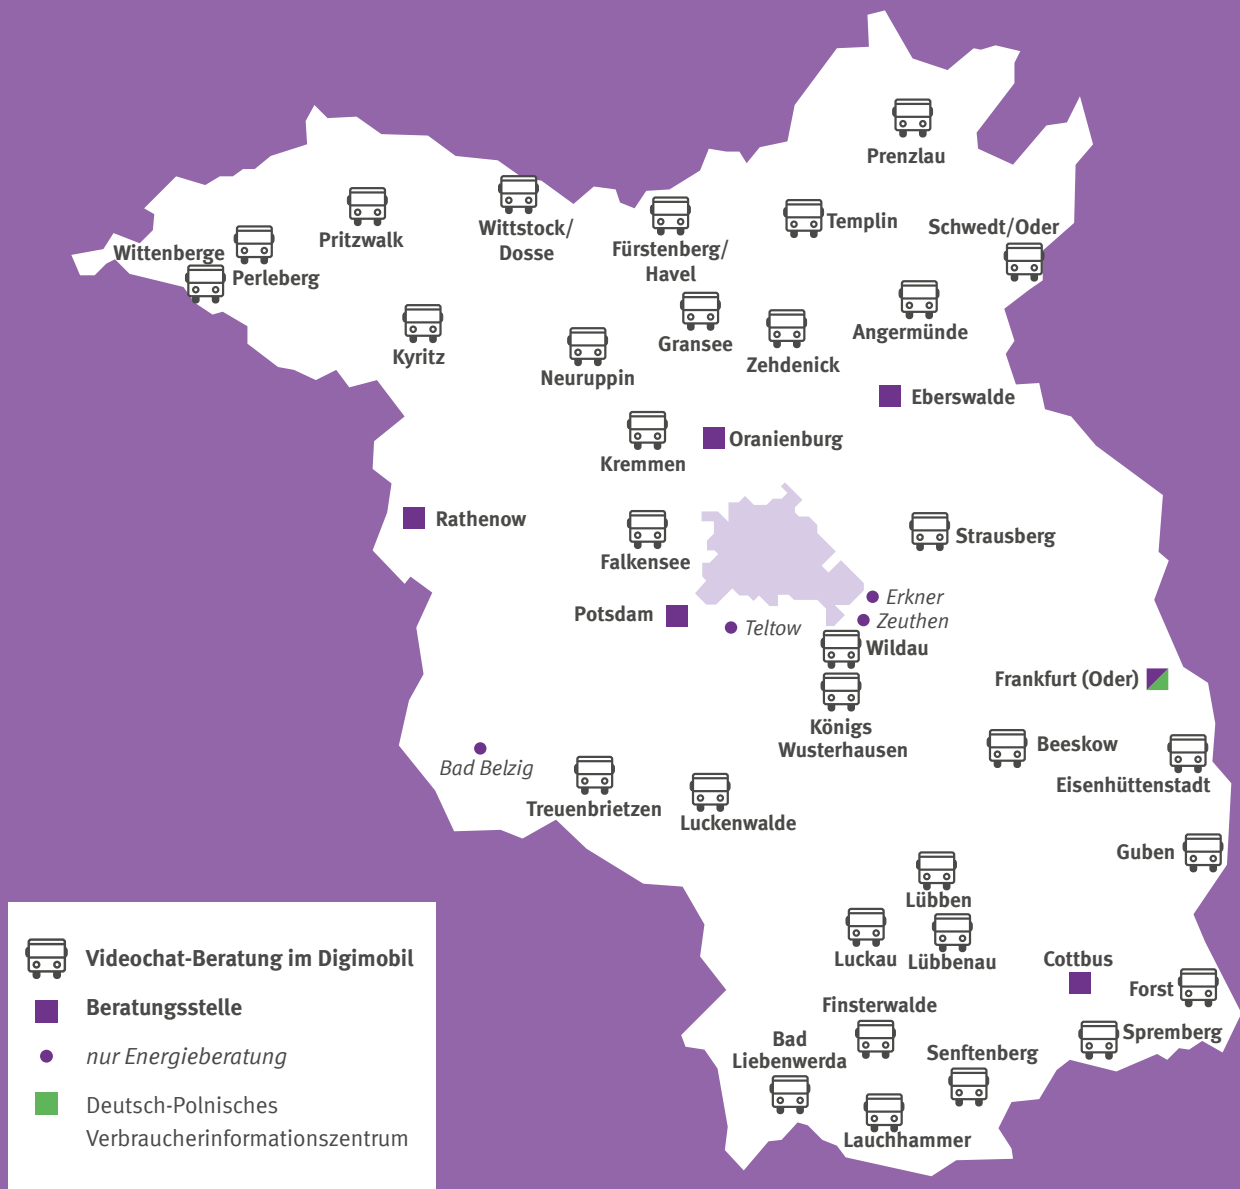 Prenzlau
Templin
Schwedt/Oder
Wittstock/
Dosse
Pritzwalk
Fürstenberg/
Havel
Wittenberge
Perleberg
Angermünde
Gransee
Zehdenick
Kyritz
Neuruppin
Eberswalde
Oranienburg
Kremmen
Rathenow
Strausberg
Falkensee
Erkner
Zeuthen
Potsdam
Teltow
Wildau
Frankfurt (Oder)
Königs
Wusterhausen
Beeskow
Bad Belzig
Eisenhüttenstadt
Treuenbrietzen
Luckenwalde
Guben
Lübben
Luckau
Lübbenau
Cottbus
Forst
Finsterwalde
Spremberg
Bad
Liebenwerda
Senftenberg
Lauchhammer
Videochat-Beratung im Digimobil
Beratungsstelle
nur Energieberatung
Deutsch-Polnisches
Verbraucherinformationszentrum